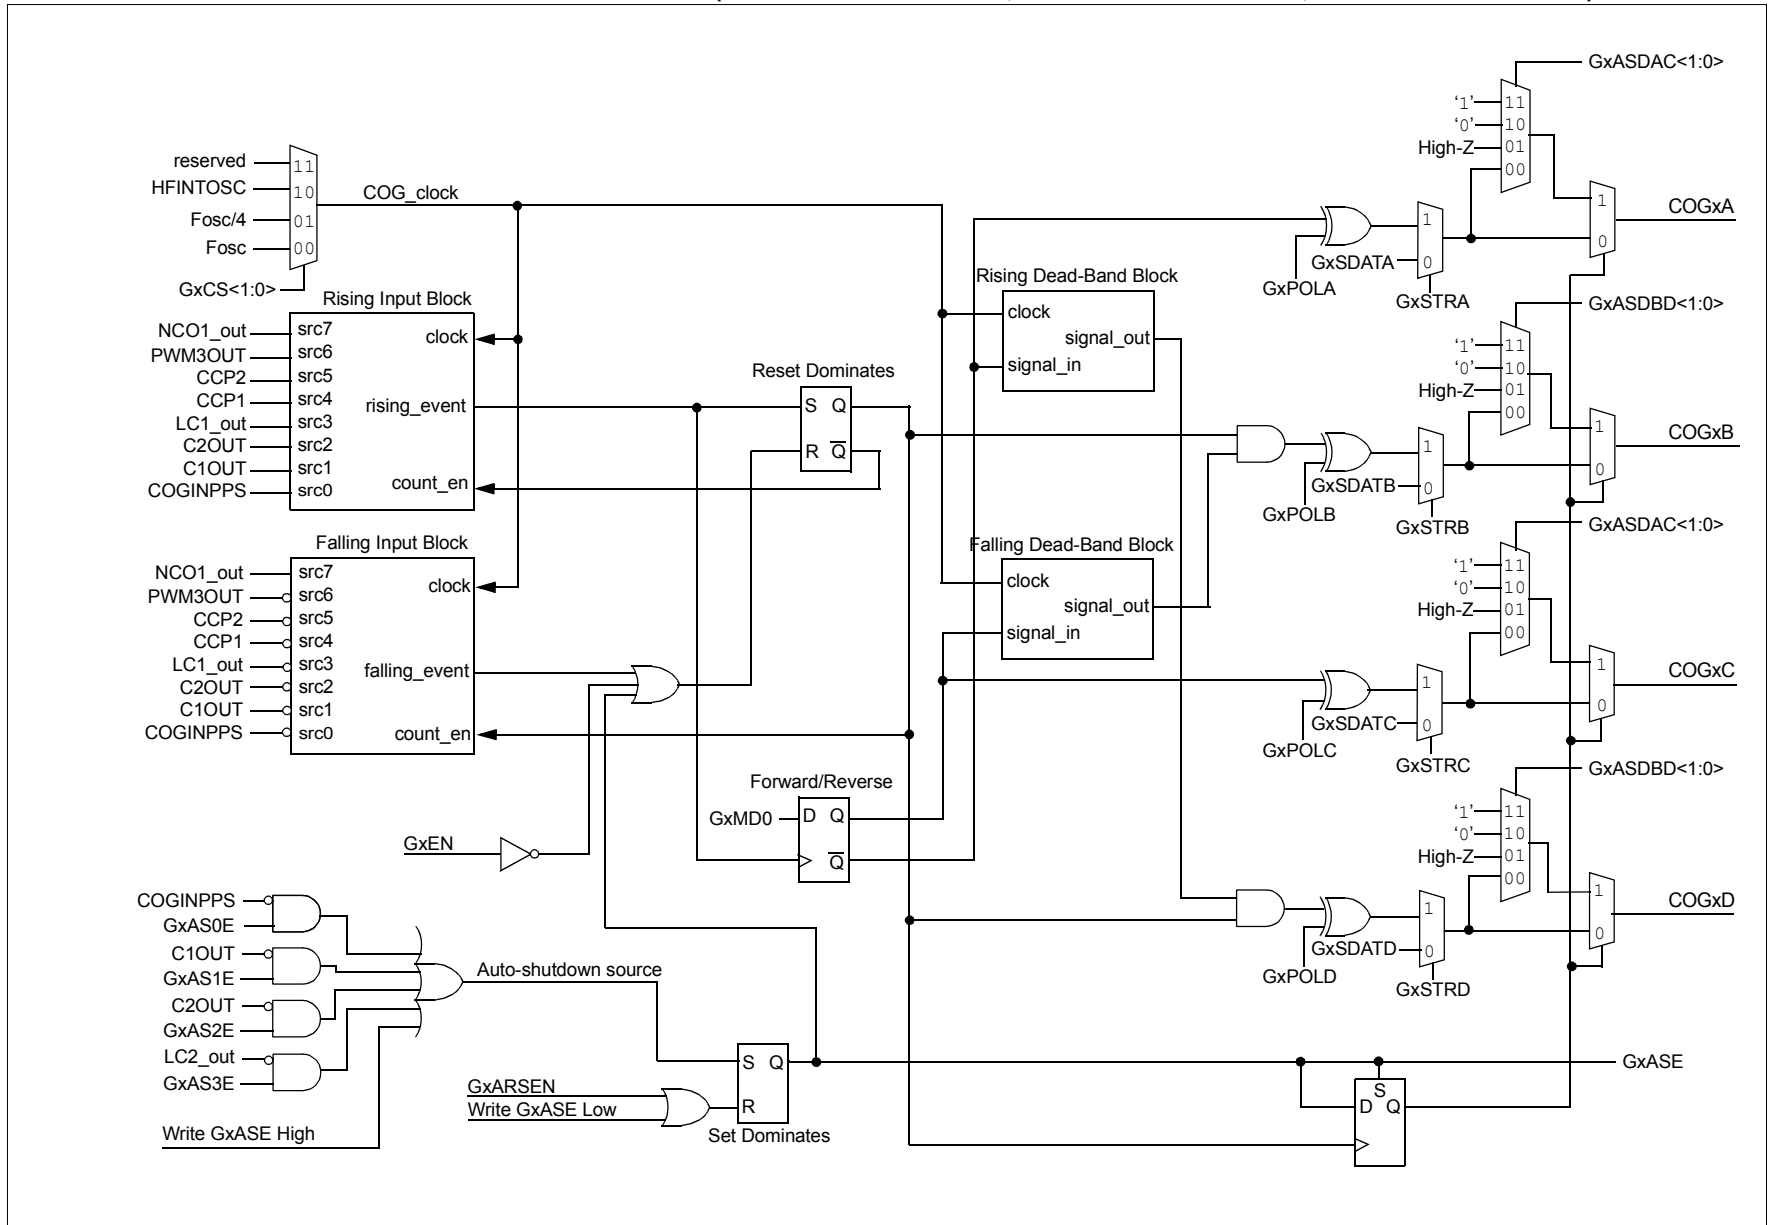 GxASDAC<1:0>
'1' 11
'0' 10
High-Z 01
00
reserved 11
HFINTOSC 10
Fosc/4 01
Fosc 00
GxCS<1:0>
COG_clock
1
0
COGxA
1
GxSDATA 0
GxPOLA
GxSTRA
Rising Input Block
NCO1_out src7
PWM3OUT src6
CCP2 src5
CCP1 src4
LC1_out src3
C2OUT src2
C1OUT src1
COGINPPS src0
clock
rising_event
count_en
Reset Dominates
S Q
R Q
Rising Dead-Band Block
clock
signal_out
signal_in
GxASDBD<1:0>
'1' 11
'0' 10
High-Z 01
00
1
0
COGxB
1
GxSDATB 0
GxPOLB
GxSTRB
Falling Input Block
NCO1_out src7
PWM3OUT src6
CCP2 src5
CCP1 src4
LC1_out src3
C2OUT src2
C1OUT src1
COGINPPS src0
clock
falling_event
count_en
Falling Dead-Band Block
clock
signal_out
signal_in
GxASDAC<1:0>
'1' 11
'0' 10
High-Z 01
00
1
0
COGxC
1
GxSDATC 0
GxPOLC
GxSTRC
Forward/Reverse
GxMD0 D Q
Q
GxEN
GxASDBD<1:0>
'1' 11
'0' 10
High-Z 01
00
1
0
COGxD
1
GxSDATD 0
GxPOLD
GxSTRD
COGINPPS
GxAS0E
C1OUT
GxAS1E
C2OUT
GxAS2E
LC2_out
GxAS3E
Write GxASE High
Auto-shutdown source
GxARSEN
Write GxASE Low
S Q
R
Set Dominates
GxASE
S
D Q